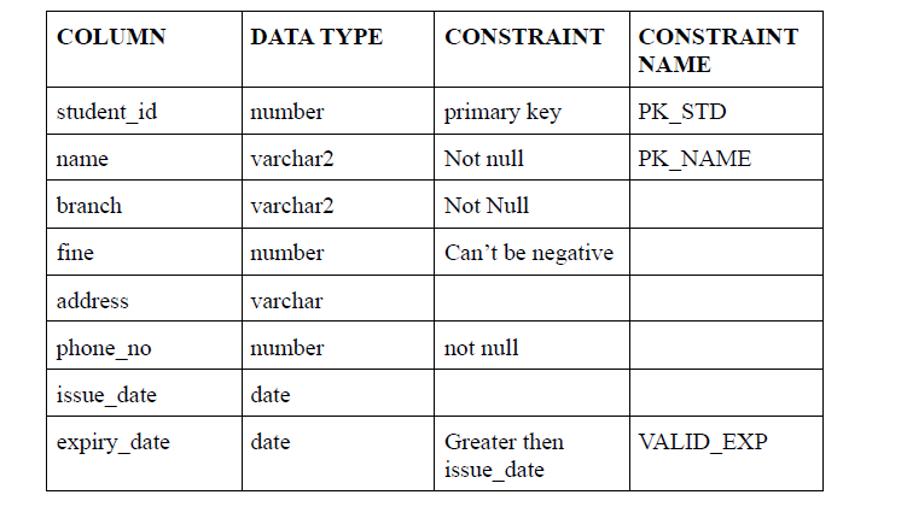 COLUMN DATA TYPE CONSTRAINT CONSTRAINT NAME
student_id number primary key PK_STD
name varchar2 Not null PK_NAME
branch varchar2 Not Null
fine number Can’t be negative
address varchar
phone_no number not null
issue_date date
expiry_date date Greater then issue_date VALID_EXP